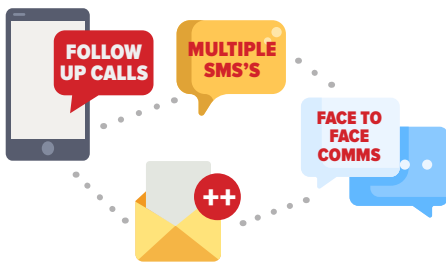 FOLLOW
UP CALLS
MULTIPLE
SMS'S
FACE TO
FACE
COMMS
++